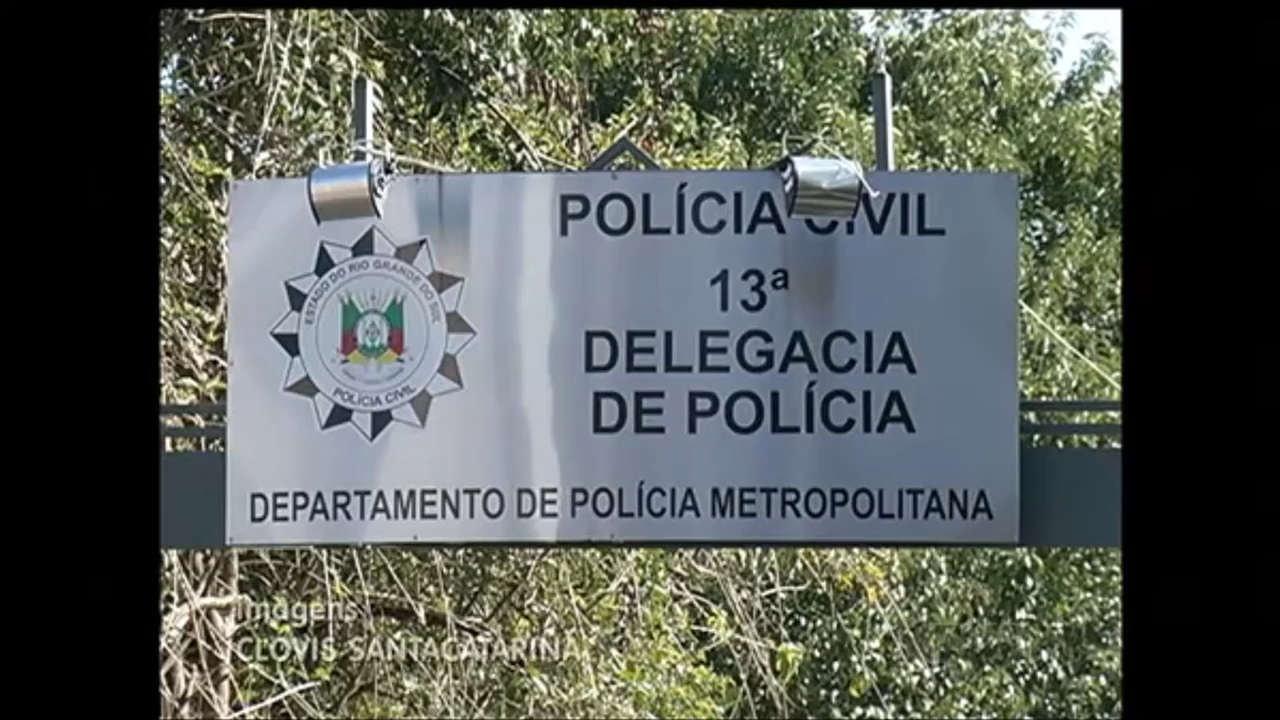 POLÍCIA CIVIL
13ª
DELEGACIA
DE POLÍCIA
ESTADO DO RIO GRANDE DO SUL
POLÍCIA CIVIL
DEPARTAMENTO DE POLÍCIA METROPOLITANA
Imagens
CLOVIS SANTACATARINA